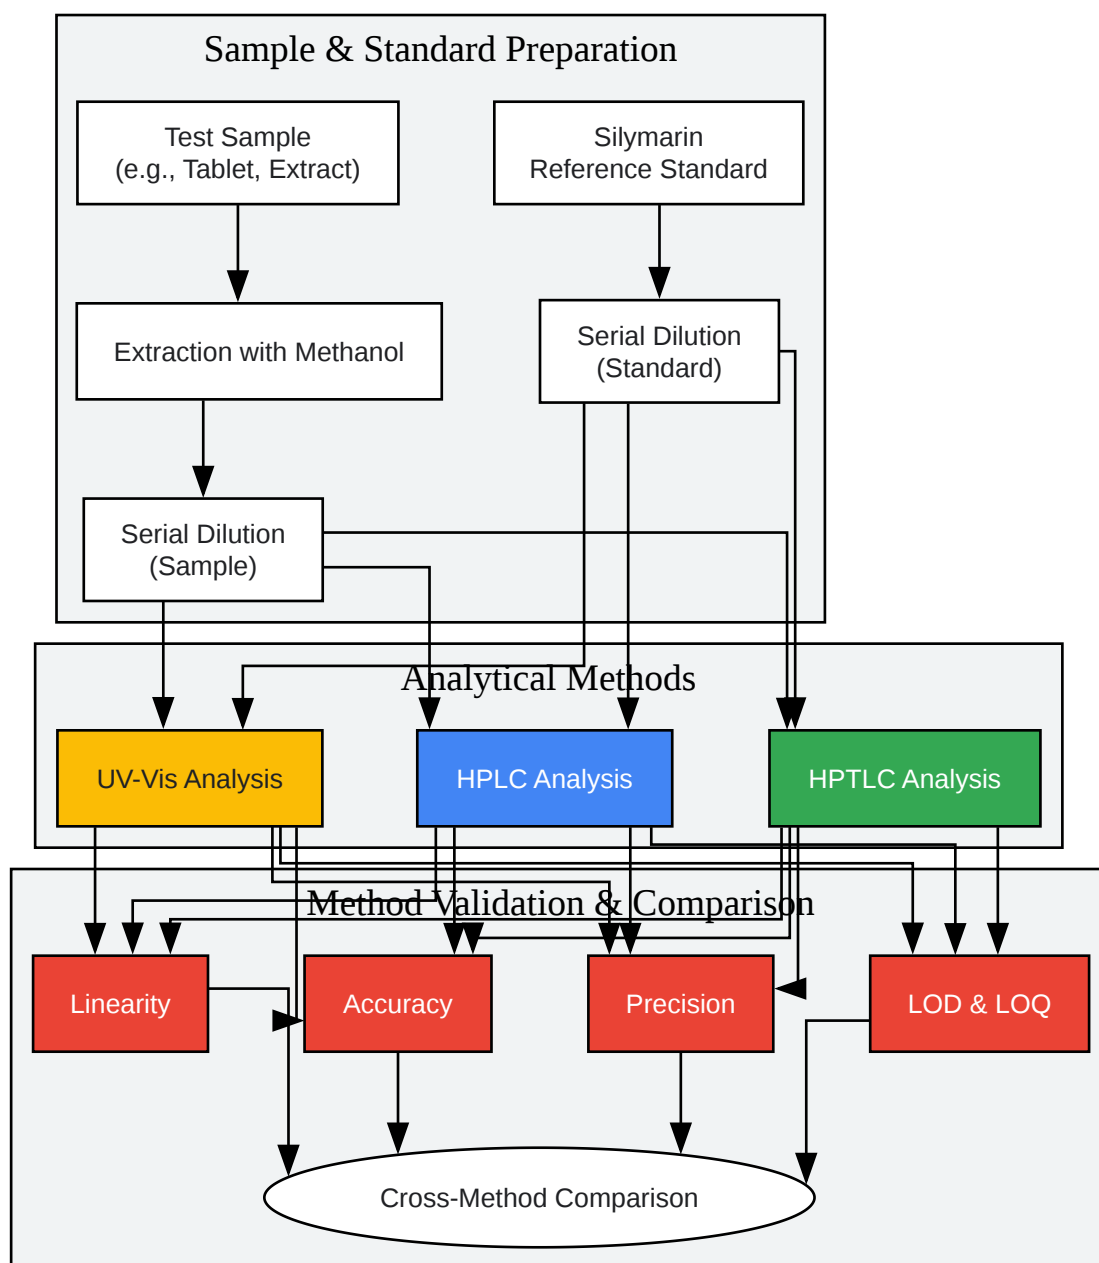 Sample & Standard Preparation
Test Sample
(e.g., Tablet, Extract)
Silymarin
Reference Standard
Extraction with Methanol
Serial Dilution
(Standard)
Serial Dilution
(Sample)
Analytical Methods
UV-Vis Analysis
HPLC Analysis
HPTLC Analysis
Method Validation & Comparison
Linearity
Accuracy
Precision
LOD & LOQ
Cross-Method Comparison